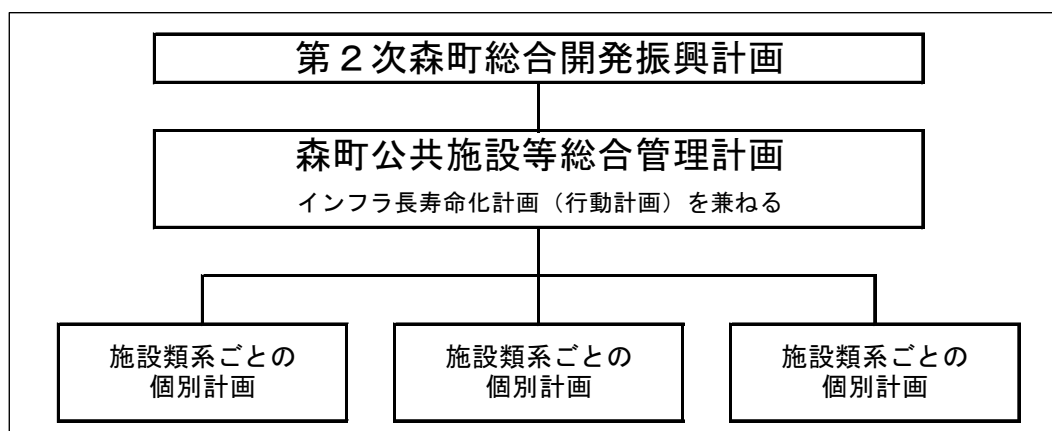 第２次森町総合開発振興計画
森町公共施設等総合管理計画
インフラ長寿命化計画（行動計画）を兼ねる
施設類系ごとの
個別計画
施設類系ごとの
個別計画
施設類系ごとの
個別計画